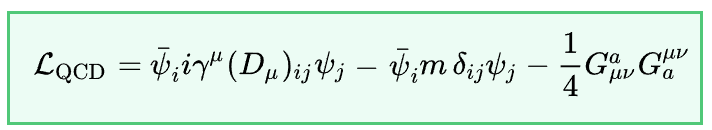 $\mathcal{L}_{\mathrm{QCD}} = \bar{\psi}_i i \gamma^\mu (D_\mu)_{ij} \psi_j - \bar{\psi}_i m \, \delta_{ij} \psi_j - \frac{1}{4} G^a_{\mu\nu} G_a^{\mu\nu}$